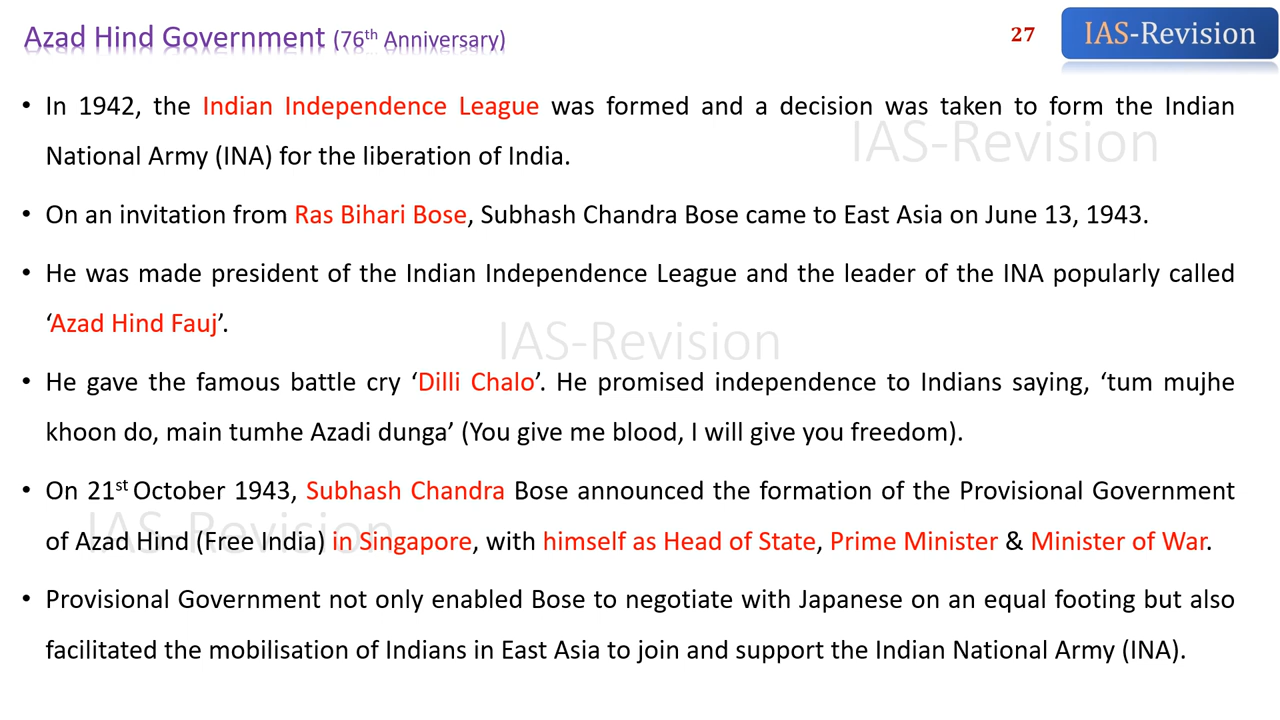 Azad Hind Government (76th Anniversary)
27
IAS-Revision
• In 1942, the Indian Independence League was formed and a decision was taken to form the Indian
National Army (INA) for the liberation of India.
IAS-Revision
• On an invitation from Ras Bihari Bose, Subhash Chandra Bose came to East Asia on June 13, 1943.
• He was made president of the Indian Independence League and the leader of the INA popularly called
‘Azad Hind Fauj’.
IAS-Revision
• He gave the famous battle cry ‘Dilli Chalo’. He promised independence to Indians saying, ‘tum mujhe
khoon do, main tumhe Azadi dunga’ (You give me blood, I will give you freedom).
• On 21st October 1943, Subhash Chandra Bose announced the formation of the Provisional Government
of Azad Hind (Free India) in Singapore, with himself as Head of State, Prime Minister & Minister of War.
IAS-Revision
• Provisional Government not only enabled Bose to negotiate with Japanese on an equal footing but also
facilitated the mobilisation of Indians in East Asia to join and support the Indian National Army (INA).